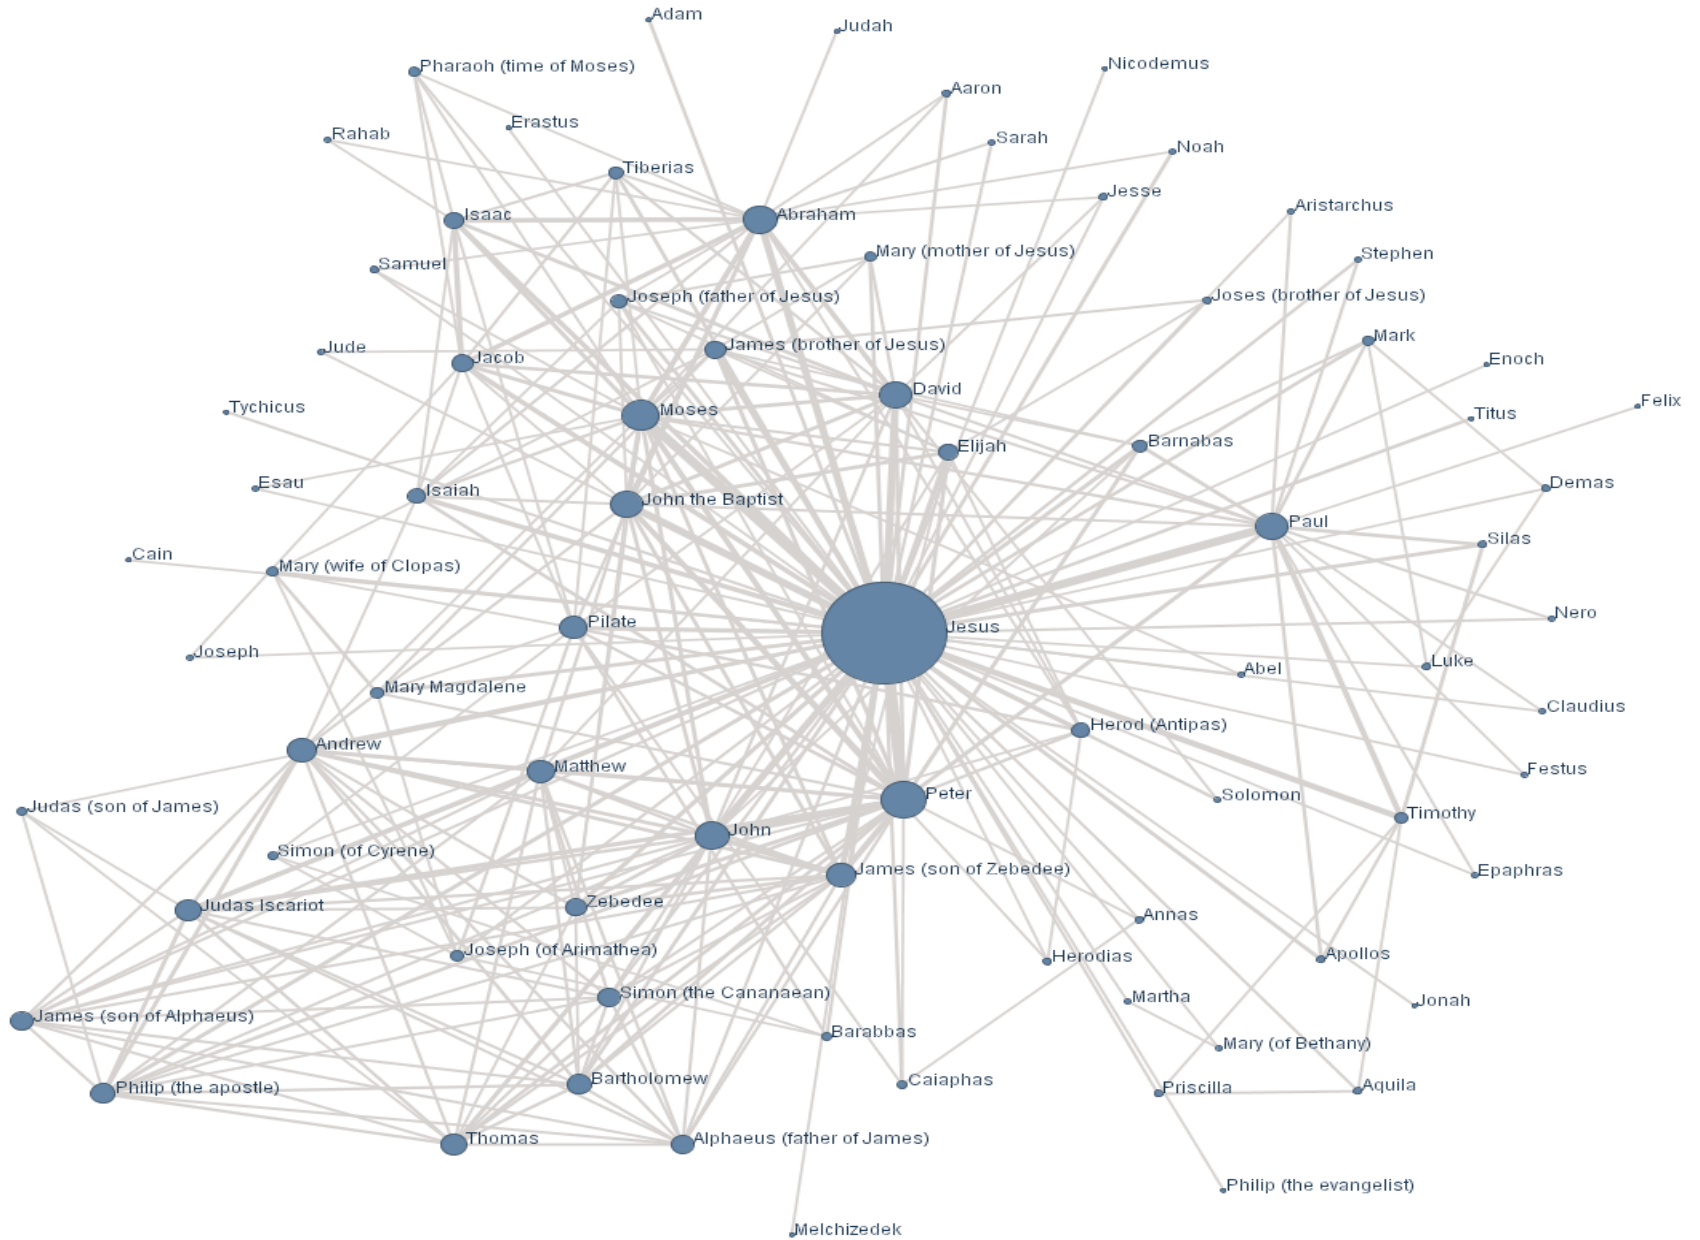 Adam
Judah
Nicodemus
Pharaoh (time of Moses)
Aaron
Erastus
Rahab
Sarah
Noah
Tiberias
Jesse
Aristarchus
Isaac
Abraham
Mary (mother of Jesus)
Stephen
Samuel
Joseph (father of Jesus)
Joses (brother of Jesus)
Mark
Jude
James (brother of Jesus)
Jacob
Enoch
David
Felix
Tychicus
Moses
Titus
Elijah
Barnabas
Esau
Isaiah
John the Baptist
Demas
Paul
Silas
Cain
Mary (wife of Clopas)
Nero
Pilate
Jesus
Joseph
Luke
Abel
Mary Magdalene
Claudius
Herod (Antipas)
Andrew
Matthew
Festus
Peter
Solomon
Judas (son of James)
Timothy
John
Simon (of Cyrene)
James (son of Zebedee)
Epaphras
Judas Iscariot
Zebedee
Annas
Joseph (of Arimathea)
Herodias
Apollos
Simon (the Cananaean)
Martha
Jonah
James (son of Alphaeus)
Barabbas
Mary (of Bethany)
Philip (the apostle)
Bartholomew
Caiaphas
Priscilla
Aquila
Thomas
Alphaeus (father of James)
Philip (the evangelist)
Melchizedek